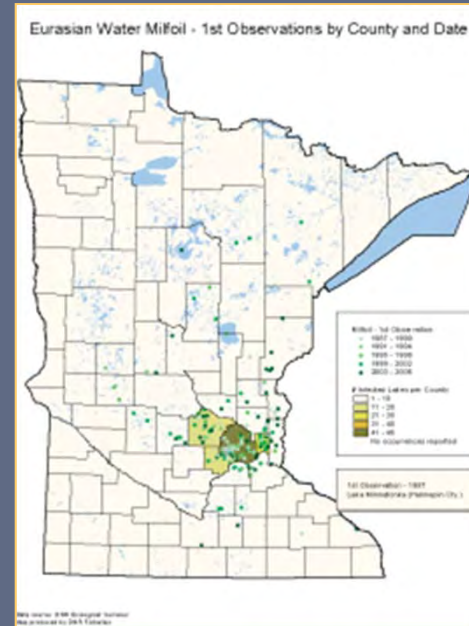 Eurasian Water Milfoil - 1st Observations by County and Date
Milfoil - 1st Observation
1987 - 1990
1991 - 1994
1995 - 1998
1999 - 2002
2003 - 2006
# Infested Lakes per County
1 - 10
11 - 20
21 - 30
31 - 40
No occurrences reported
1st Observation - 1987
Lake Minnetonka (Hennepin Cty.)